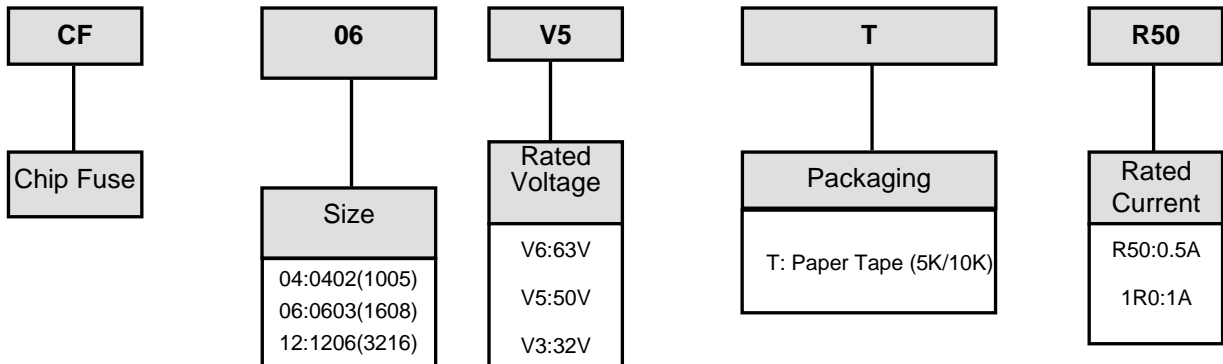 CF
06
V5
T
R50
Chip Fuse
Size
04:0402(1005)
06:0603(1608)
12:1206(3216)
Rated
Voltage
V6:63V
V5:50V
V3:32V
Packaging
T: Paper Tape (5K/10K)
Rated
Current
R50:0.5A
1R0:1A